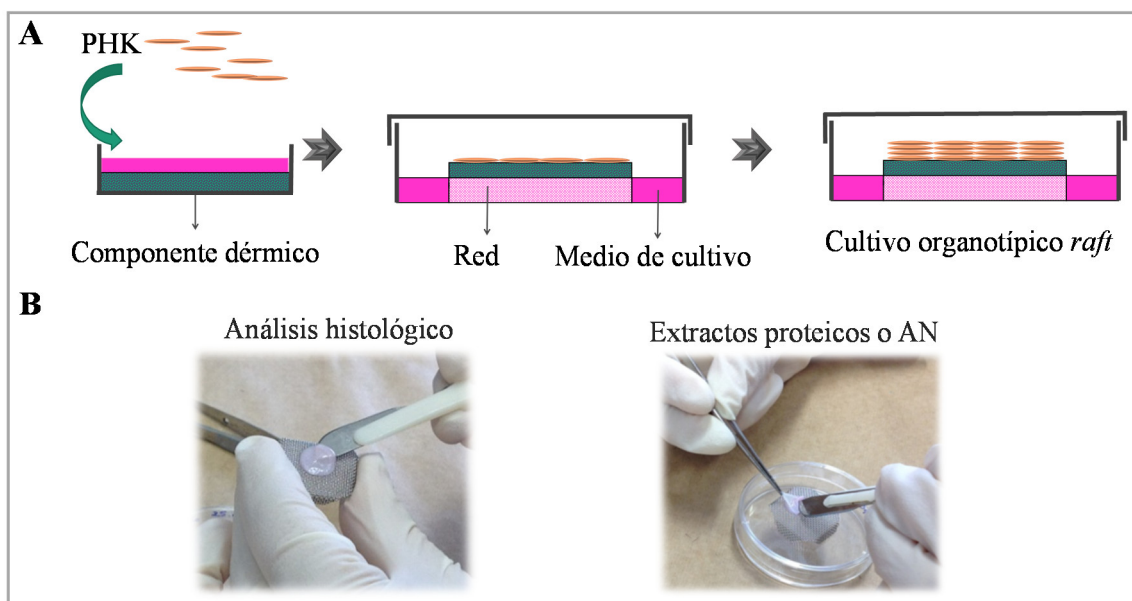 A
PHK
Componente dérmico
Red
Medio de cultivo
Cultivo organotípico raft
B
Análisis histológico
Extractos proteicos o AN